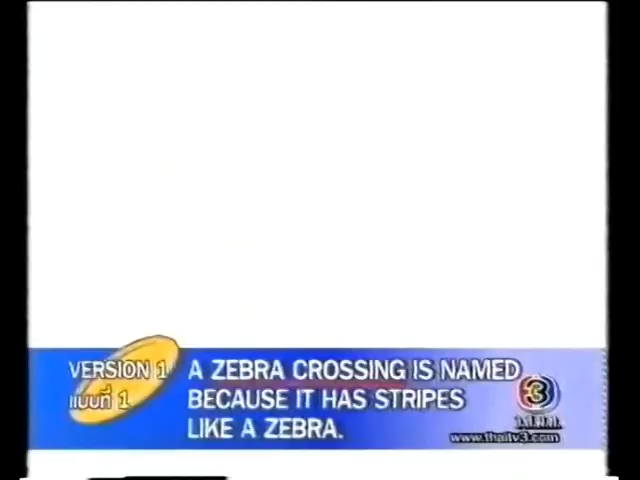 VERSION 1
แบบที่ 1
A ZEBRA CROSSING IS NAMED
BECAUSE IT HAS STRIPES
LIKE A ZEBRA.
3
www.thaitv3.com